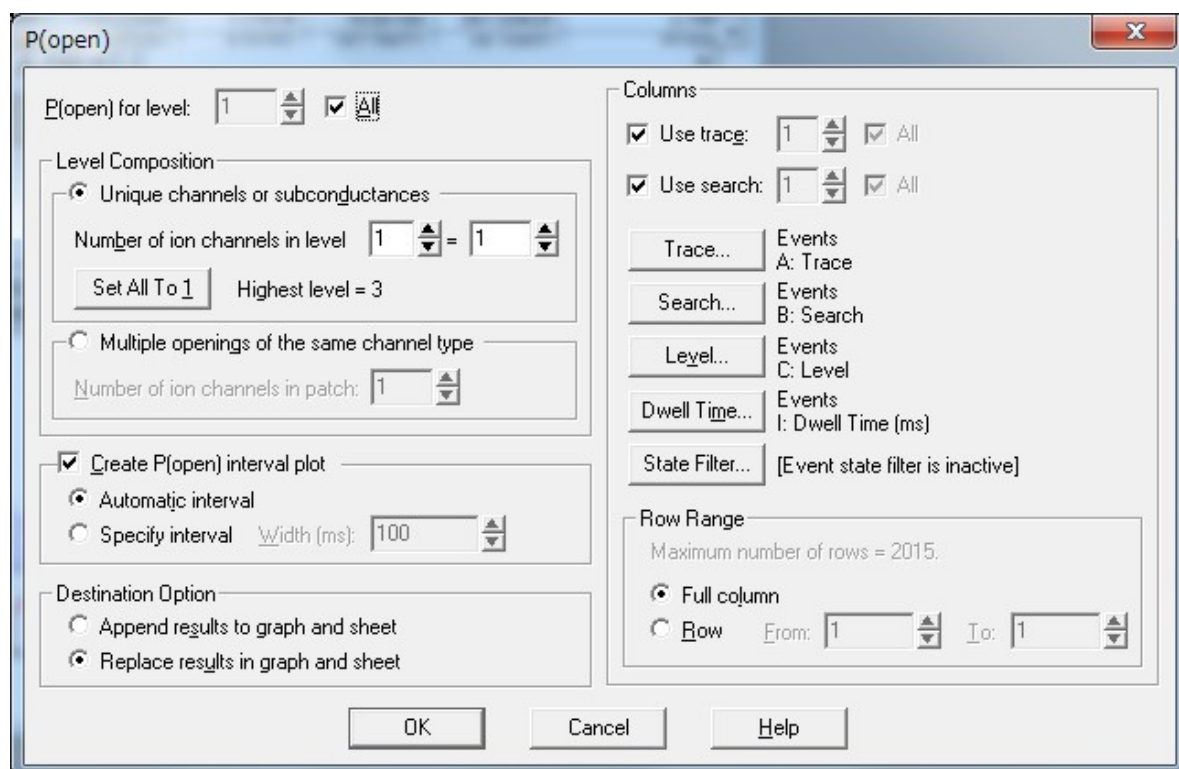 P(open)
P(open) for level: 1 All
Level Composition
Unique channels or subconductances
Number of ion channels in level 1 = 1
Set All To 1 Highest level = 3
Multiple openings of the same channel type
Number of ion channels in patch: 1
Create P(open) interval plot
Automatic interval
Specify interval Width (ms): 100
Destination Option
Append results to graph and sheet
Replace results in graph and sheet
Columns
Use trace: 1 All
Use search: 1 All
Trace... Events
A: Trace
Search... Events
B: Search
Level... Events
C: Level
Dwell Time... Events
I: Dwell Time (ms)
State Filter... [Event state filter is inactive]
Row Range
Maximum number of rows = 2015.
Full column
Row From: 1 To: 1
OK Cancel Help